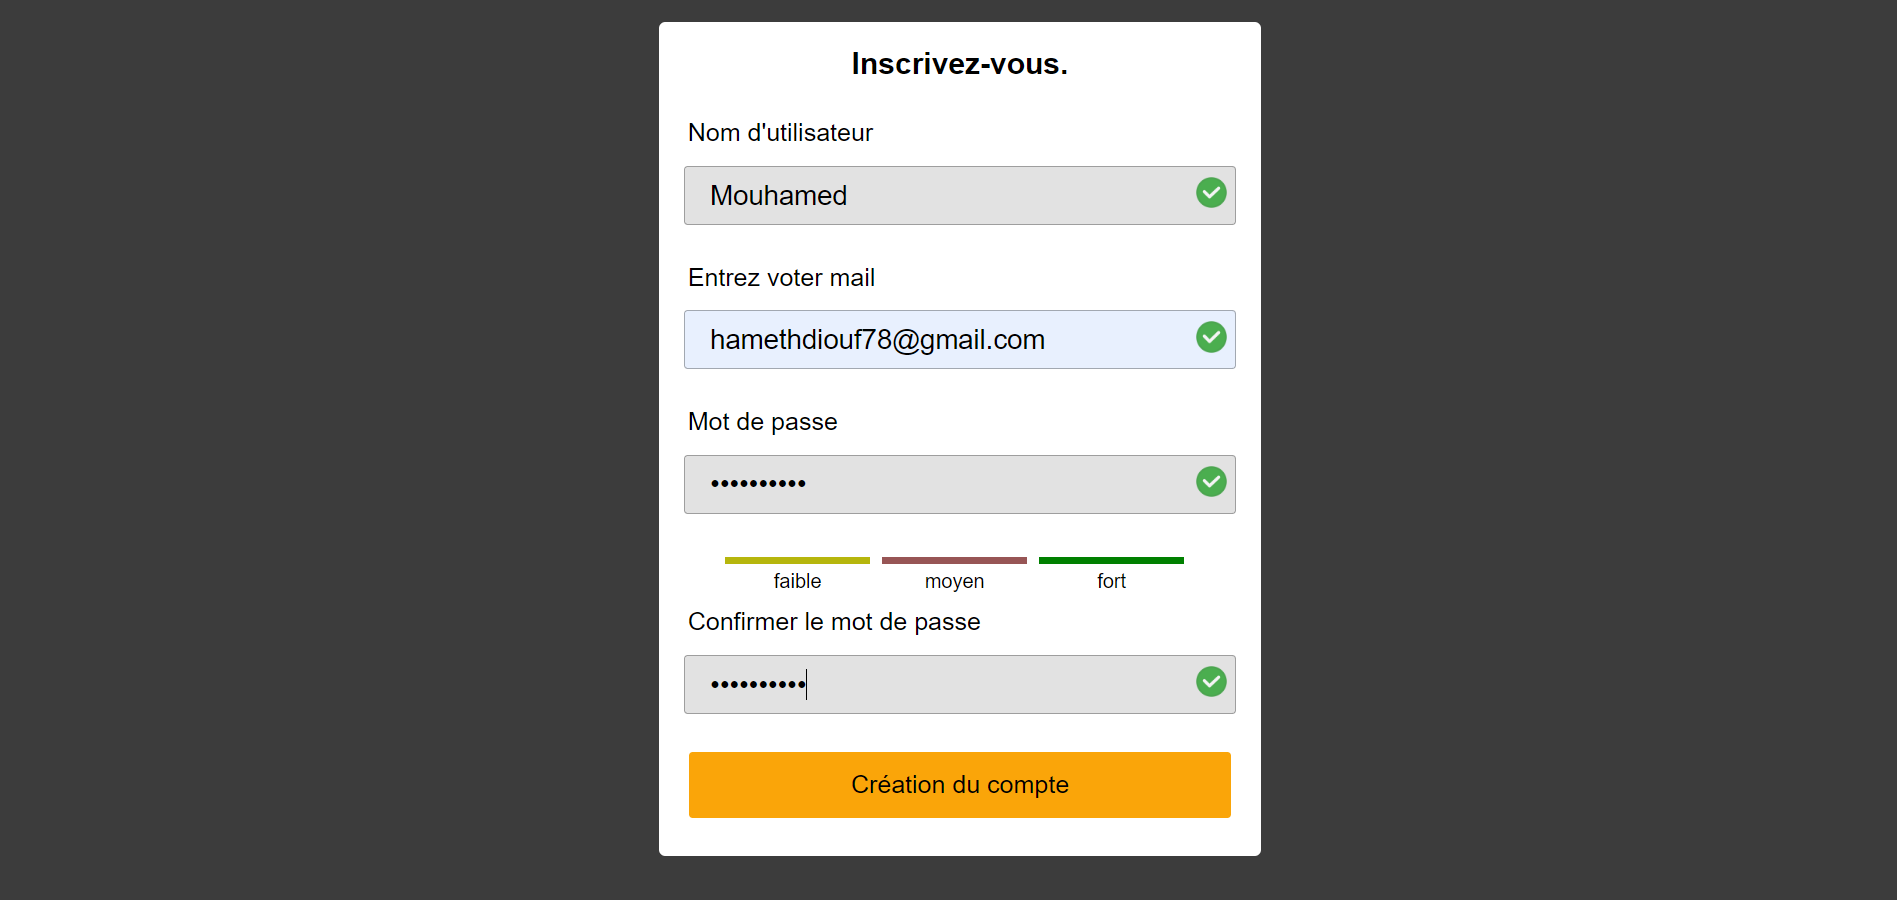 Inscrivez-vous.
Nom d'utilisateur
Mouhamed
Entrez voter mail
hamethdiouf78@gmail.com
Mot de passe
••••••••••
faible moyen fort
Confirmer le mot de passe
••••••••••
Création du compte